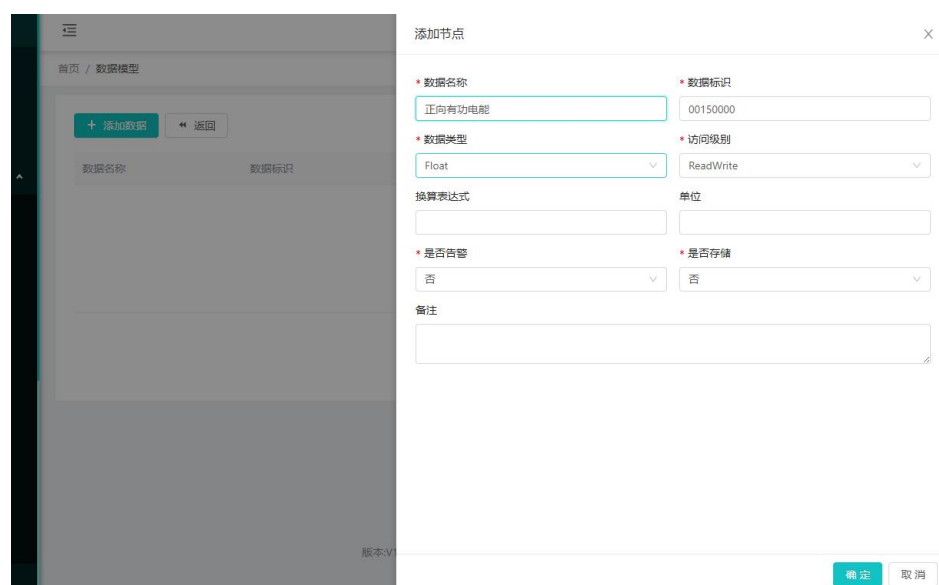 首页 / 数据模型
+ 添加数据
返回
数据名称 数据标识
版本:V1
添加节点
* 数据名称 * 数据标识
正向有功电能 00150000
* 数据类型 * 访问级别
Float ReadWrite
换算表达式 单位
* 是否告警 * 是否存储
否 否
备注
确 定 取 消